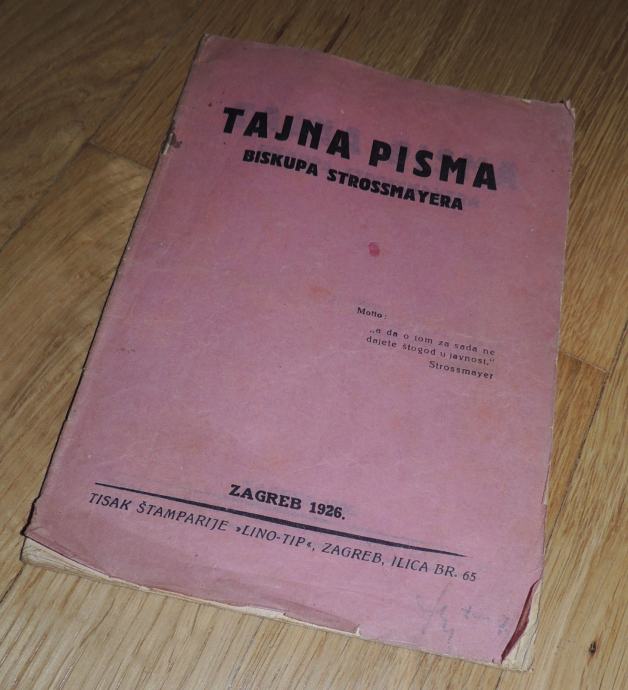 TAJNA PISMA
BISKUPA STROSSMAYERA
Motto:
„a da o tom za sada ne
dajete štogod u javnost.“
Strossmayer
ZAGREB 1926.
TISAK ŠTAMPARIJE »LINO-TIP«, ZAGREB, ILICA BR. 65